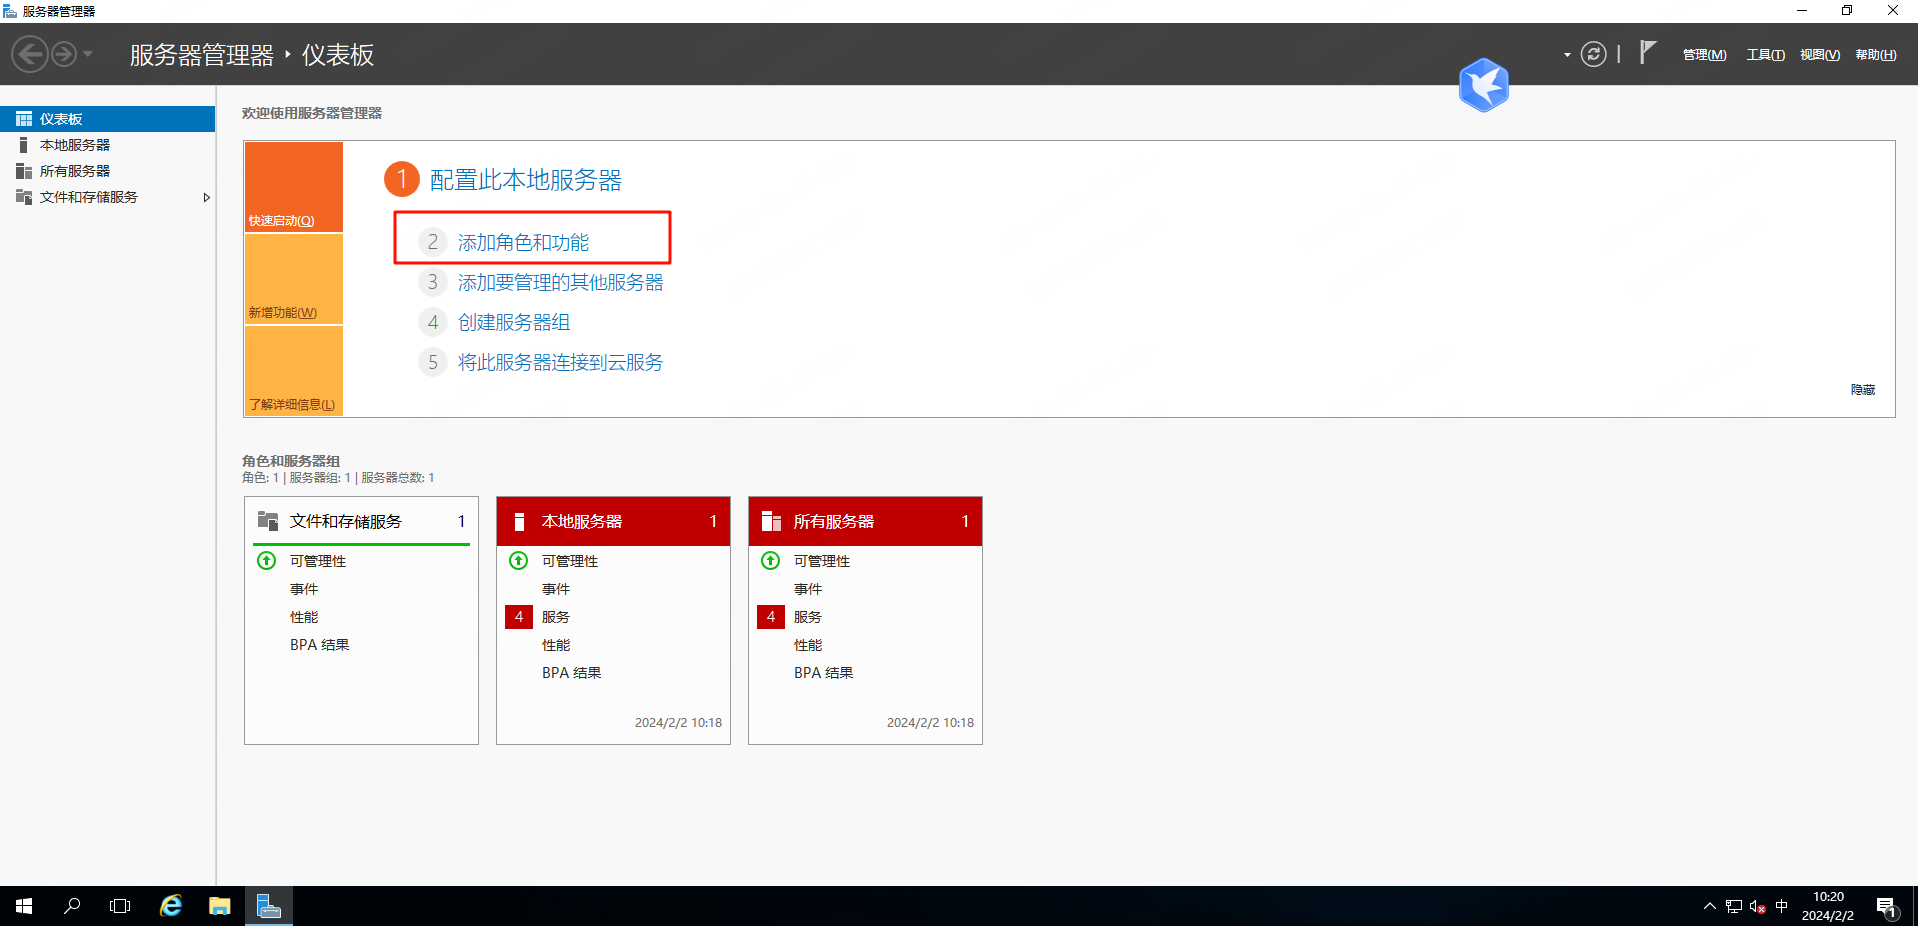 服务器管理器
服务器管理器 ‣ 仪表板
管理(M) 工具(T) 视图(V) 帮助(H)
仪表板
本地服务器
所有服务器
文件和存储服务
欢迎使用服务器管理器
快速启动(Q)
新增功能(W)
了解详细信息(L)
1 配置此本地服务器
2 添加角色和功能
3 添加要管理的其他服务器
4 创建服务器组
5 将此服务器连接到云服务
隐藏
角色和服务器组
角色: 1 | 服务器组: 1 | 服务器总数: 1
文件和存储服务 1
可管理性
事件
性能
BPA 结果
本地服务器 1
可管理性
事件
4 服务
性能
BPA 结果
2024/2/2 10:18
所有服务器 1
可管理性
事件
4 服务
性能
BPA 结果
2024/2/2 10:18
中
10:20
2024/2/2
1